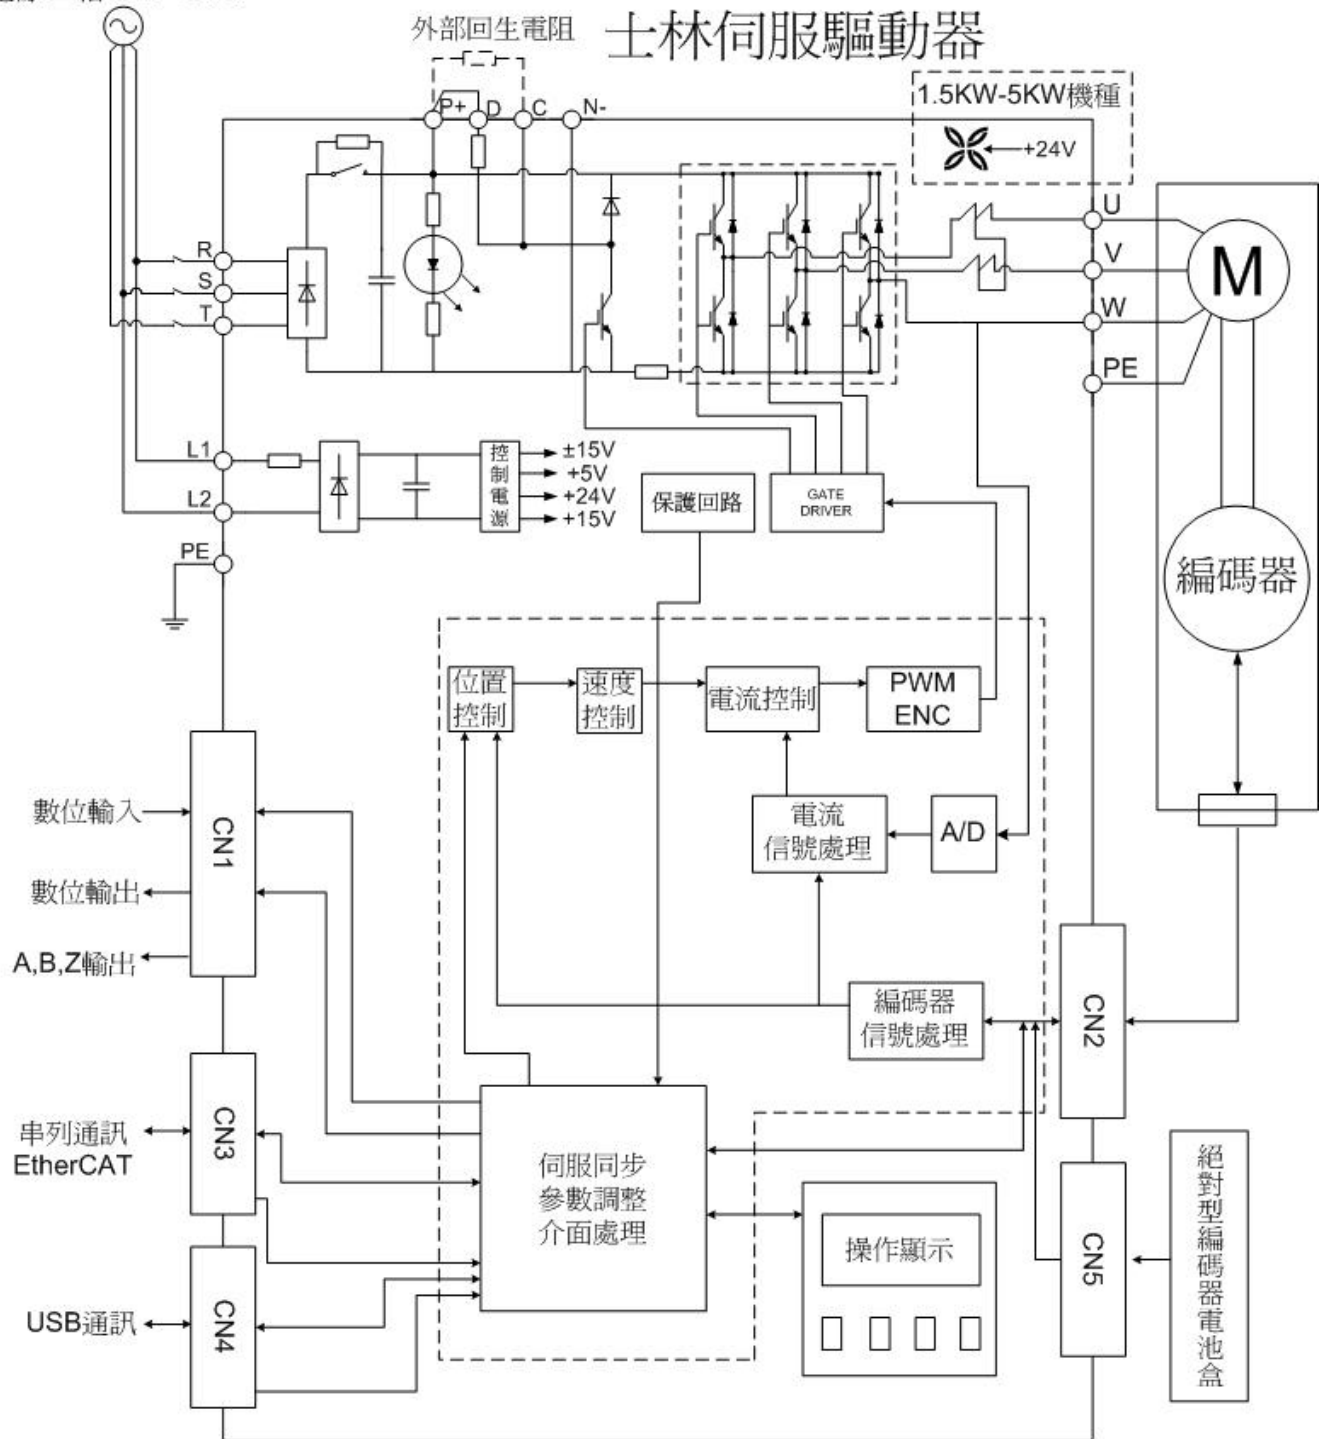 外部回生電阻
士林伺服驅動器
P+
D
C
N-
1.5KW-5KW機種
+24V
R
S
T
U
V
W
PE
M
L1
L2
PE
控制電源
±15V
+5V
+24V
+15V
保護回路
GATE
DRIVER
編碼器
位置
控制
速度
控制
電流控制
PWM
ENC
電流
信號處理
A/D
數位輸入
數位輸出
A,B,Z輸出
CN1
編碼器
信號處理
CN2
串列通訊
EtherCAT
CN3
伺服同步
參數調整
介面處理
操作顯示
CN5
絕對型編碼器電池盒
USB通訊
CN4